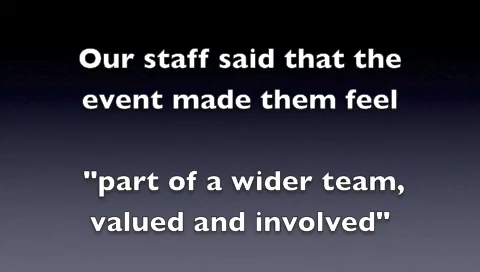 Our staff said that the
event made them feel
"part of a wider team,
valued and involved"